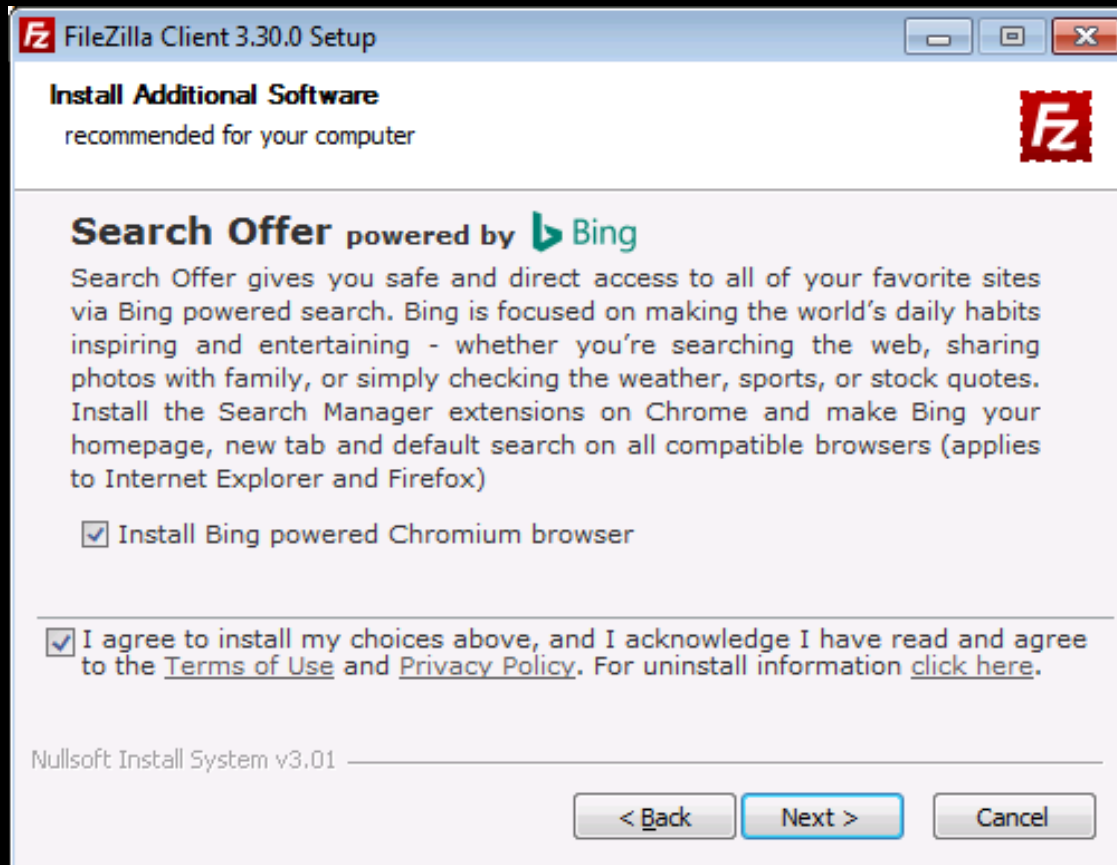 FileZilla Client 3.30.0 Setup
Install Additional Software
recommended for your computer
Fz
Search Offer powered by Bing
Search Offer gives you safe and direct access to all of your favorite sites
via Bing powered search. Bing is focused on making the world's daily habits
inspiring and entertaining - whether you're searching the web, sharing
photos with family, or simply checking the weather, sports, or stock quotes.
Install the Search Manager extensions on Chrome and make Bing your
homepage, new tab and default search on all compatible browsers (applies
to Internet Explorer and Firefox)
Install Bing powered Chromium browser
I agree to install my choices above, and I acknowledge I have read and agree
to the Terms of Use and Privacy Policy. For uninstall information click here.
Nullsoft Install System v3.01
< Back Next > Cancel